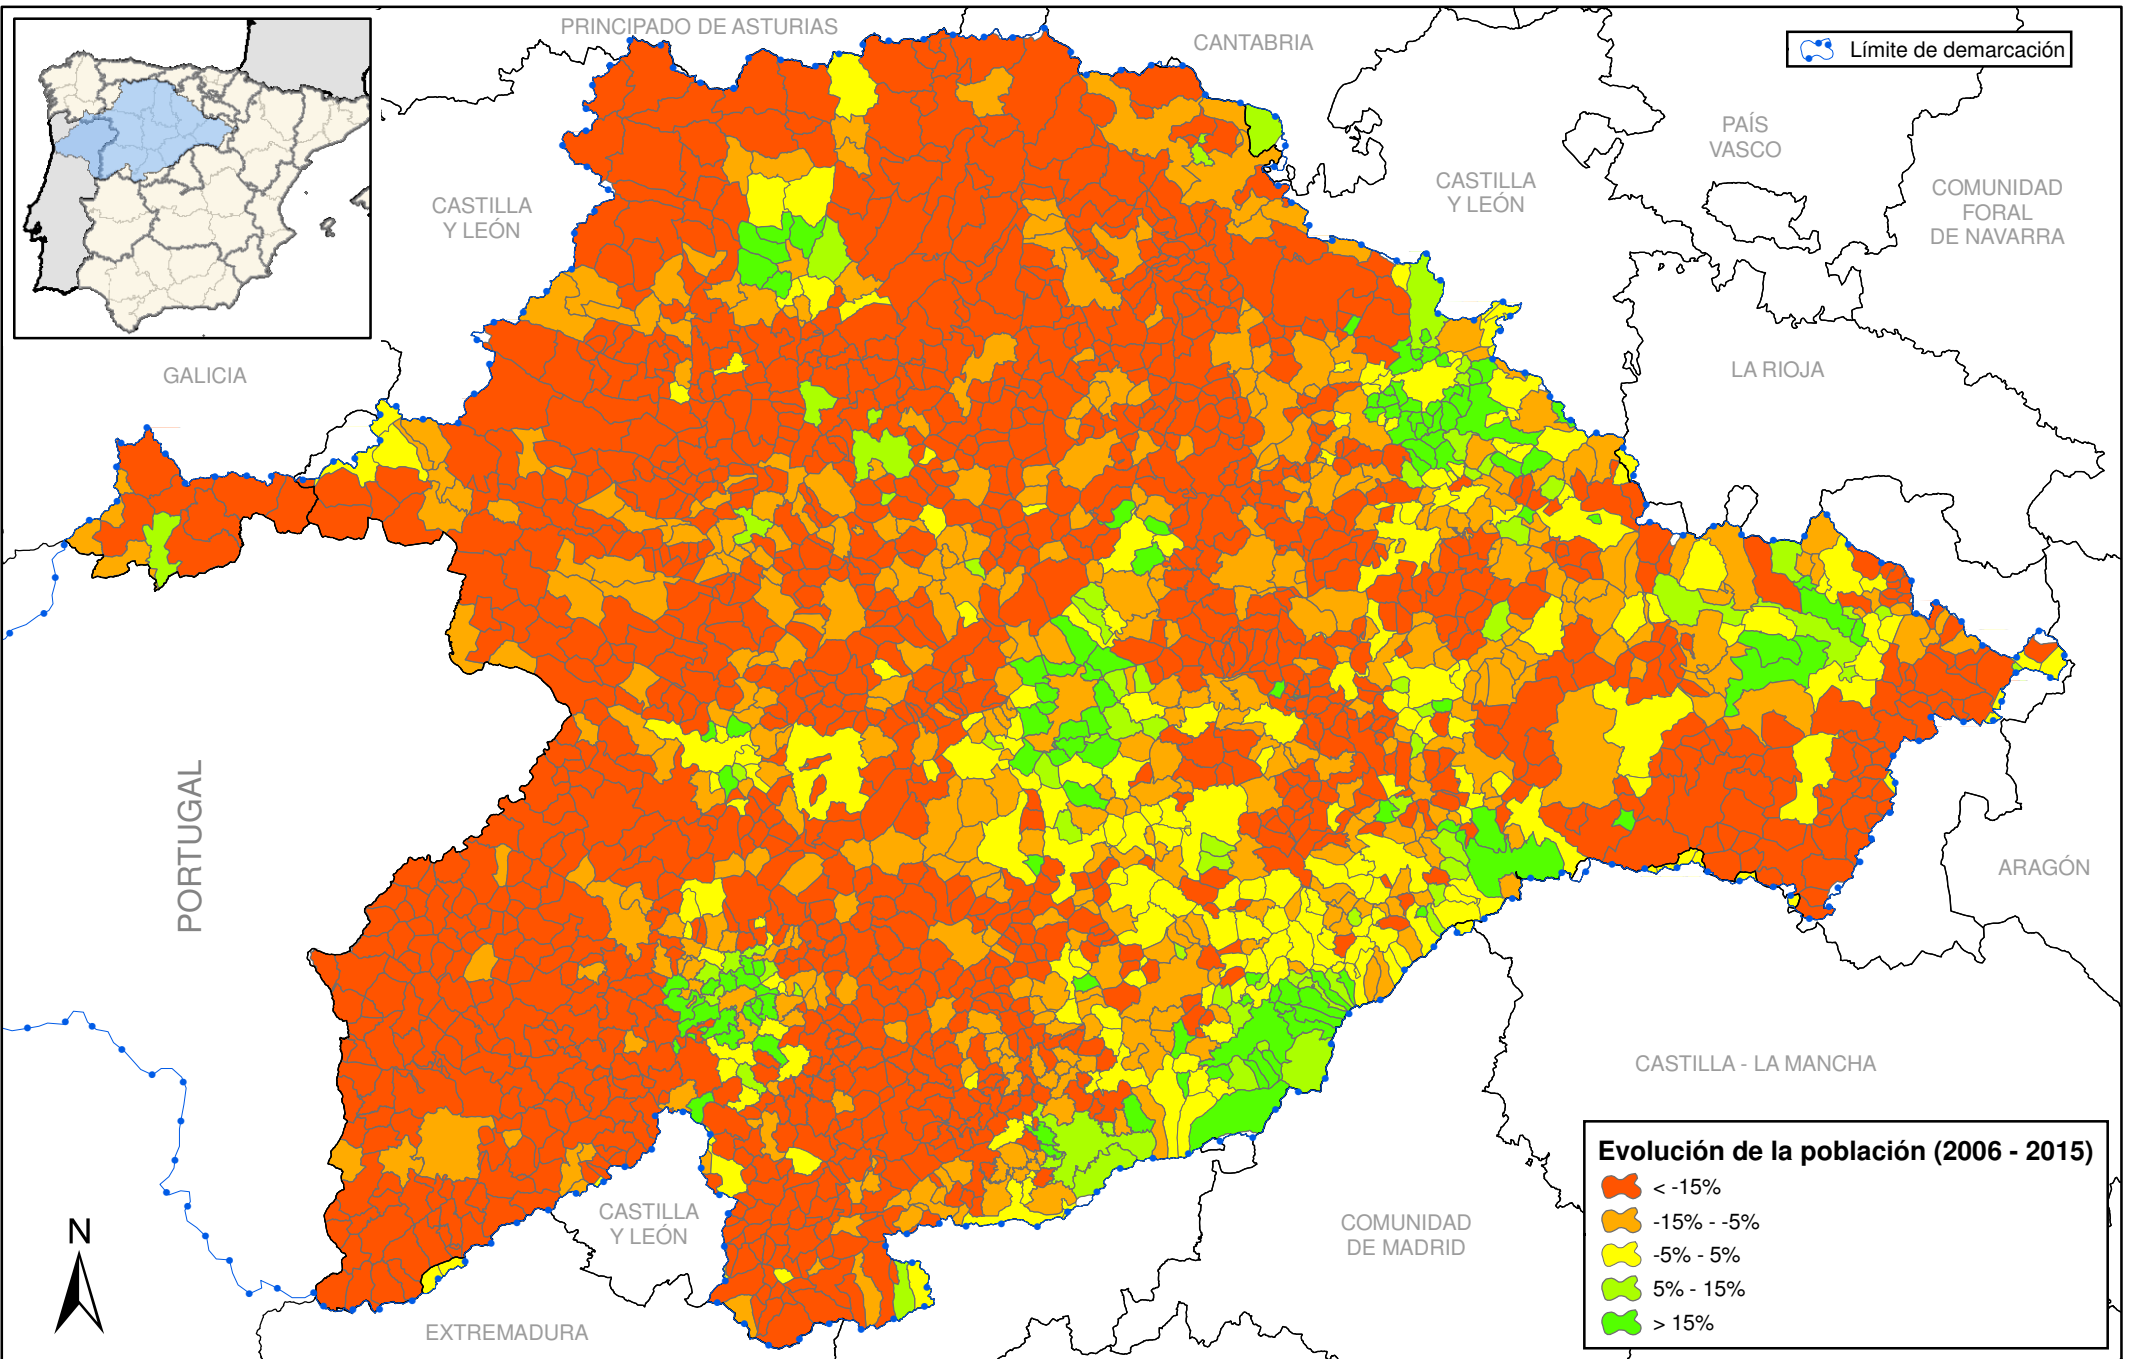 PRINCIPADO DE ASTURIAS
CANTABRIA
Límite de demarcación
PAÍS
VASCO
CASTILLA
Y LEÓN
CASTILLA
Y LEÓN
COMUNIDAD
FORAL
DE NAVARRA
GALICIA
LA RIOJA
PORTUGAL
ARAGÓN
CASTILLA - LA MANCHA
CASTILLA
Y LEÓN
COMUNIDAD
DE MADRID
EXTREMADURA
N
Evolución de la población (2006 - 2015)
< -15%
-15% - -5%
-5% - 5%
5% - 15%
> 15%